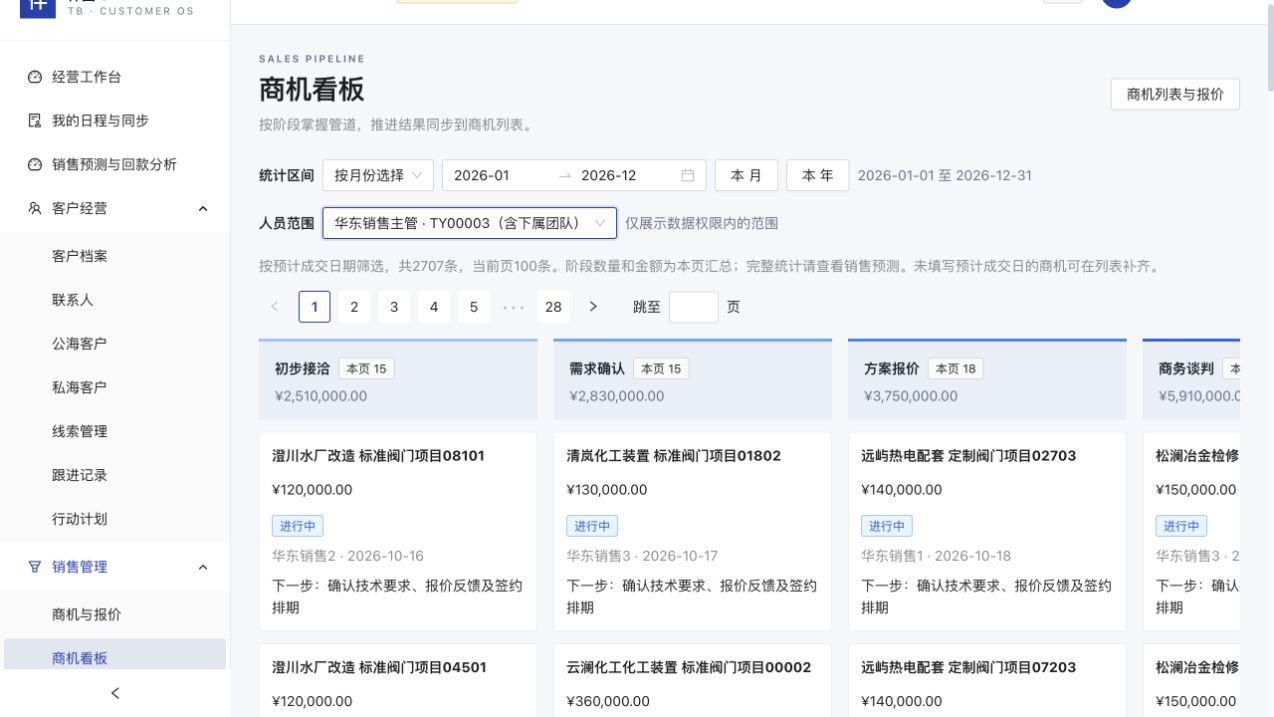 TB · CUSTOMER OS
经营工作台
我的日程与同步
销售预测与回款分析
客户经营
客户档案
联系人
公海客户
私海客户
线索管理
跟进记录
行动计划
销售管理
商机与报价
商机看板
SALES PIPELINE
商机看板
商机列表与报价
按阶段掌握管道，推进结果同步到商机列表。
统计区间 按月份选择 2026-01 → 2026-12 本 月 本 年 2026-01-01 至 2026-12-31
人员范围 华东销售主管 · TY00003（含下属团队） 仅展示数据权限内的范围
按预计成交日期筛选，共2707条，当前页100条。阶段数量和金额为本页汇总；完整统计请查看销售预测。未填写预计成交日的商机可在列表补齐。
1 2 3 4 5 ··· 28 跳至 页
初步接洽 本页 15
¥2,510,000.00
澄川水厂改造 标准阀门项目08101
¥120,000.00
进行中
华东销售2 · 2026-10-16
下一步：确认技术要求、报价反馈及签约
排期
澄川水厂改造 标准阀门项目04501
¥120,000.00
需求确认 本页 15
¥2,830,000.00
清岚化工装置 标准阀门项目01802
¥130,000.00
进行中
华东销售3 · 2026-10-17
下一步：确认技术要求、报价反馈及签约
排期
云澜化工化工装置 标准阀门项目00002
¥360,000.00
方案报价 本页 18
¥3,750,000.00
远屿热电配套 定制阀门项目02703
¥140,000.00
进行中
华东销售1 · 2026-10-18
下一步：确认技术要求、报价反馈及签约
排期
远屿热电配套 定制阀门项目07203
¥140,000.00
商务谈判 本
¥5,910,000.0
松澜冶金检修
¥150,000.00
进行中
华东销售3 · 2
下一步：确认
排期
松澜冶金检修
¥150,000.00